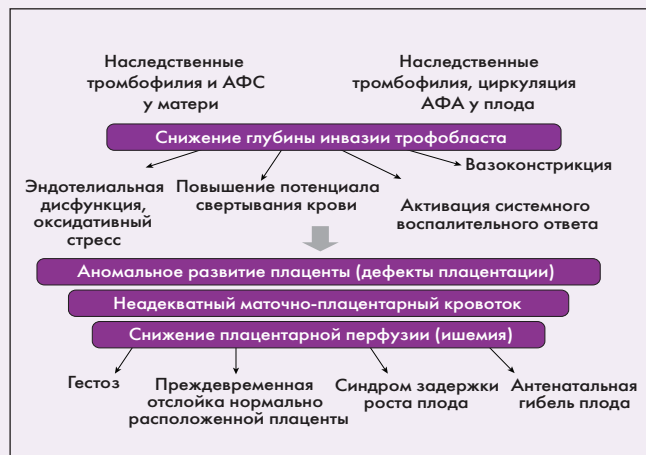 Наследственные
тромбофилия и АФС
у матери
Наследственные
тромбофилия, циркуляция
АФА у плода
Снижение глубины инвазии трофобласта
Вазоконстрикция
Эндотелиальная
дисфункция,
оксидативный
стресс
Повышение потенциала
свертывания крови
Активация системного
воспалительного ответа
Аномальное развитие плаценты (дефекты плацентации)
Неадекватный маточно-плацентарный кровоток
Снижение плацентарной перфузии (ишемия)
Гестоз
Преждевременная
отслойка нормально
расположенной плаценты
Синдром задержки
роста плода
Антенатальная
гибель плода